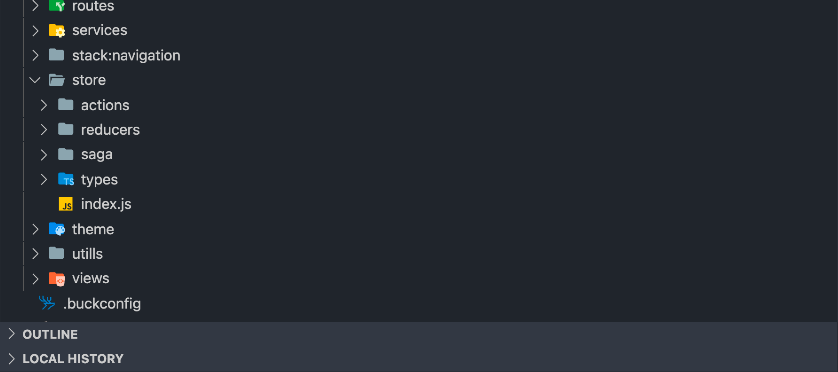 routes
services
stack:navigation
store
actions
reducers
saga
TS types
JS index.js
theme
utills
views
.buckconfig
OUTLINE
LOCAL HISTORY